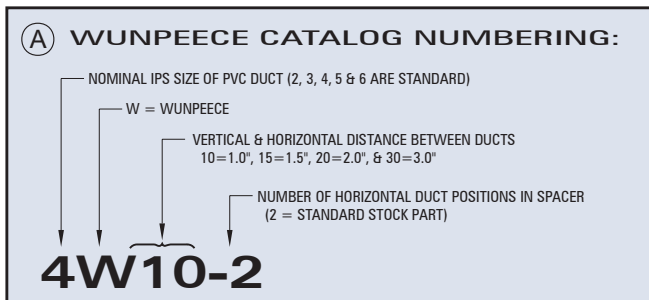 A WUNPEECE CATALOG NUMBERING:
NOMINAL IPS SIZE OF PVC DUCT (2, 3, 4, 5 & 6 ARE STANDARD)
W = WUNPEECE
VERTICAL & HORIZONTAL DISTANCE BETWEEN DUCTS
10=1.0", 15=1.5", 20=2.0", & 30=3.0"
NUMBER OF HORIZONTAL DUCT POSITIONS IN SPACER
(2 = STANDARD STOCK PART)
4W10-2